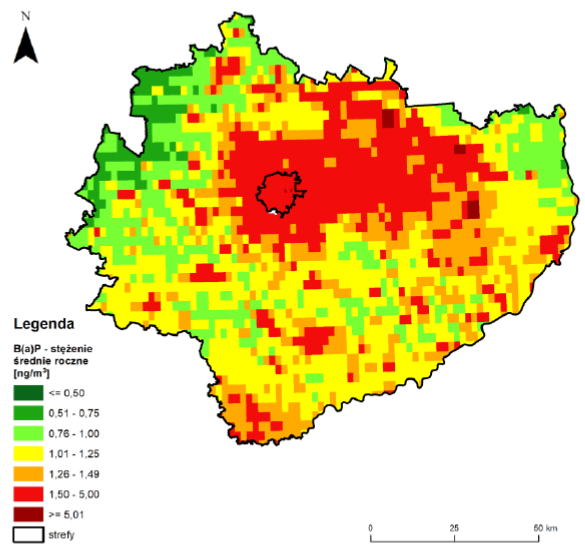 N
Legenda
B(a)P - stężenie
średnie roczne
[ng/m³]
<= 0,50
0.51 - 0,75
0,76 - 1,00
1,01 - 1,25
1,26 - 1,49
1,50 - 5,00
>= 5,01
strefy
0 25 50 km